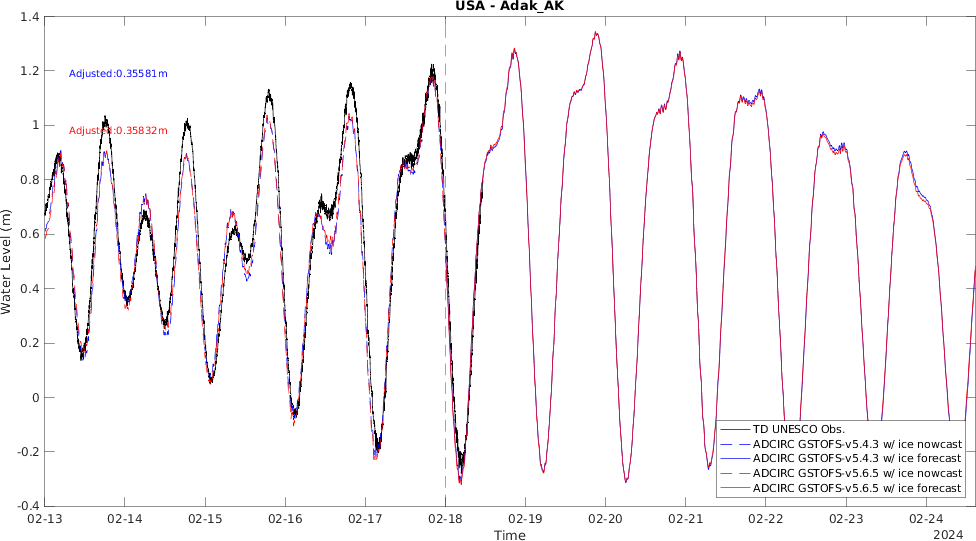 USA - Adak_AK
1.4
1.2
1
0.8
0.6
0.4
0.2
0
-0.2
-0.4
Water Level (m)
Adjusted:0.35581m
Adjusted:0.35832m
TD UNESCO Obs.
ADCIRC GSTOFS-v5.4.3 w/ ice nowcast
ADCIRC GSTOFS-v5.4.3 w/ ice forecast
ADCIRC GSTOFS-v5.6.5 w/ ice nowcast
ADCIRC GSTOFS-v5.6.5 w/ ice forecast
02-13 02-14 02-15 02-16 02-17 02-18 02-19 02-20 02-21 02-22 02-23 02-24
Time 2024